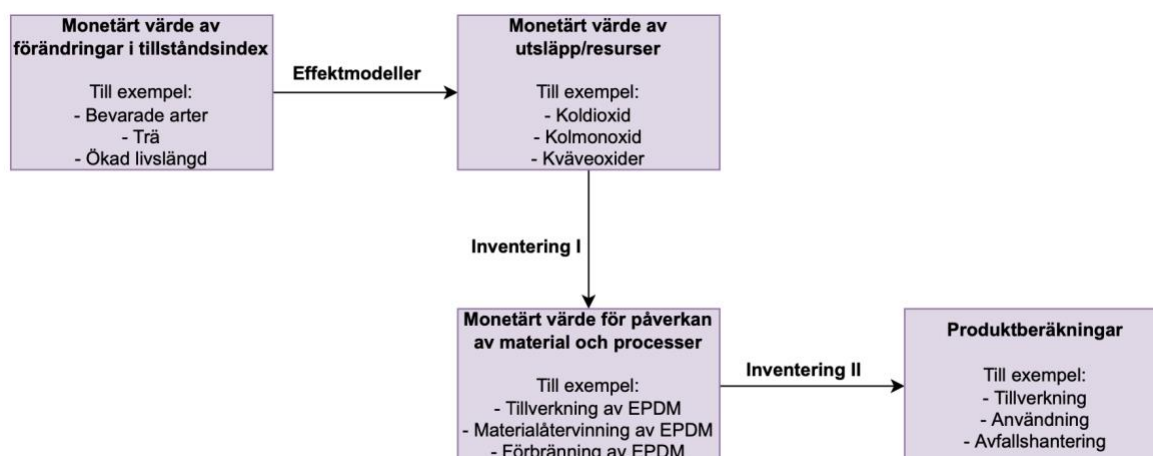 Monetärt värde av
förändringar i tillståndsindex
Till exempel:
- Bevarade arter
- Trä
- Ökad livslängd
Effektmodeller
Monetärt värde av
utsläpp/resurser
Till exempel:
- Koldioxid
- Kolmonoxid
- Kväveoxider
Inventering I
Monetärt värde för påverkan
av material och processer
Till exempel:
- Tillverkning av EPDM
- Materialåtervinning av EPDM
- Förbränning av EPDM
Inventering II
Produktberäkningar
Till exempel:
- Tillverkning
- Användning
- Avfallshantering